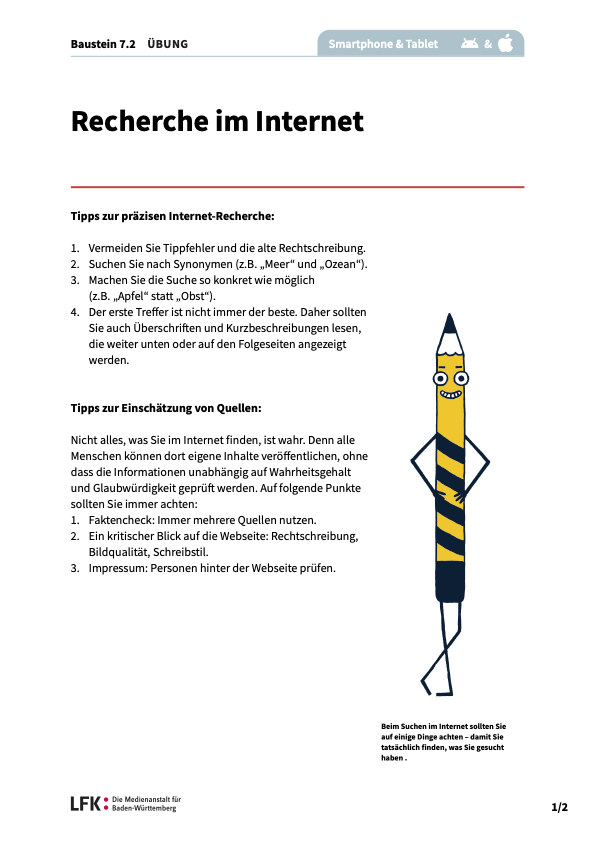 Baustein 7.2 ÜBUNG
Smartphone & Tablet &
Recherche im Internet
Tipps zur präzisen Internet-Recherche:
1. Vermeiden Sie Tippfehler und die alte Rechtschreibung.
2. Suchen Sie nach Synonymen (z.B. „Meer“ und „Ozean“).
3. Machen Sie die Suche so konkret wie möglich
(z.B. „Apfel“ statt „Obst“).
4. Der erste Treffer ist nicht immer der beste. Daher sollten
Sie auch Überschriften und Kurzbeschreibungen lesen,
die weiter unten oder auf den Folgeseiten angezeigt
werden.
Tipps zur Einschätzung von Quellen:
Nicht alles, was Sie im Internet finden, ist wahr. Denn alle
Menschen können dort eigene Inhalte veröffentlichen, ohne
dass die Informationen unabhängig auf Wahrheitsgehalt
und Glaubwürdigkeit geprüft werden. Auf folgende Punkte
sollten Sie immer achten:
1. Faktencheck: Immer mehrere Quellen nutzen.
2. Ein kritischer Blick auf die Webseite: Rechtschreibung,
Bildqualität, Schreibstil.
3. Impressum: Personen hinter der Webseite prüfen.
Beim Suchen im Internet sollten Sie
auf einige Dinge achten – damit Sie
tatsächlich finden, was Sie gesucht
haben .
LFK: Die Medienanstalt für
Baden-Württemberg
1/2